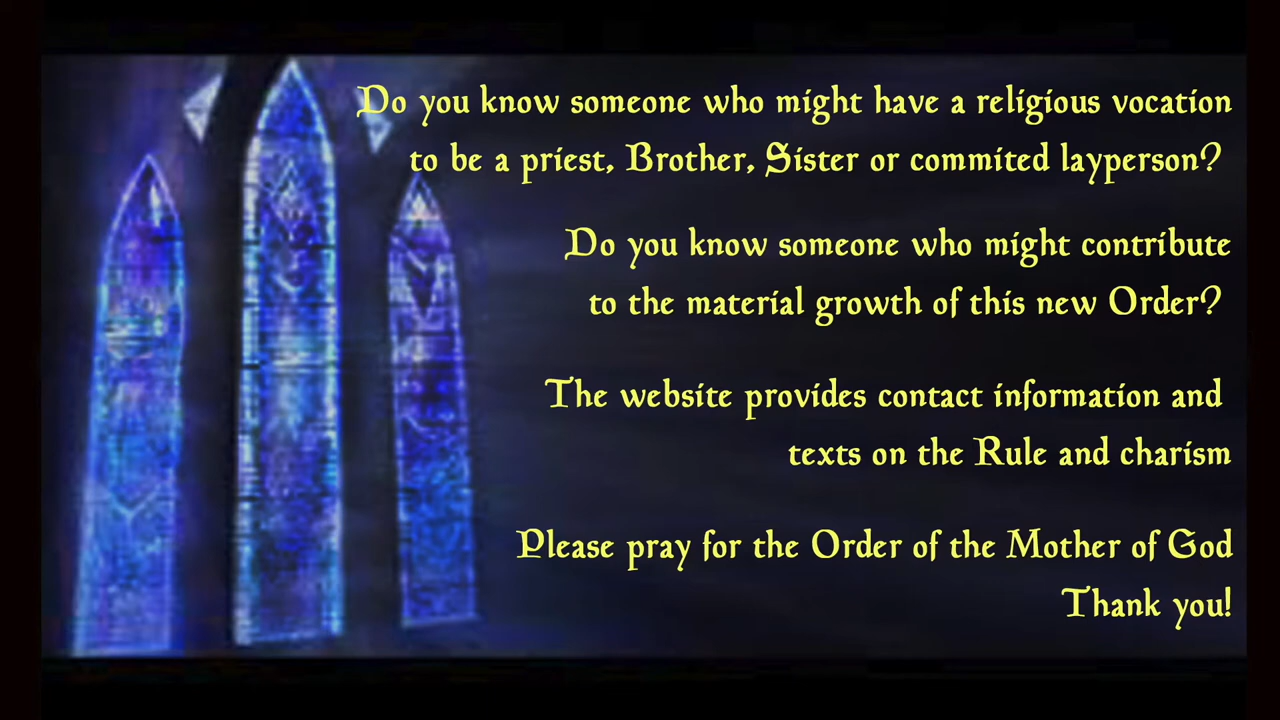 Do you know someone who might have a religious vocation
to be a priest, Brother, Sister or commited layperson?
Do you know someone who might contribute
to the material growth of this new Order?
The website provides contact information and
texts on the Rule and charism
Please pray for the Order of the Mother of God
Thank you!